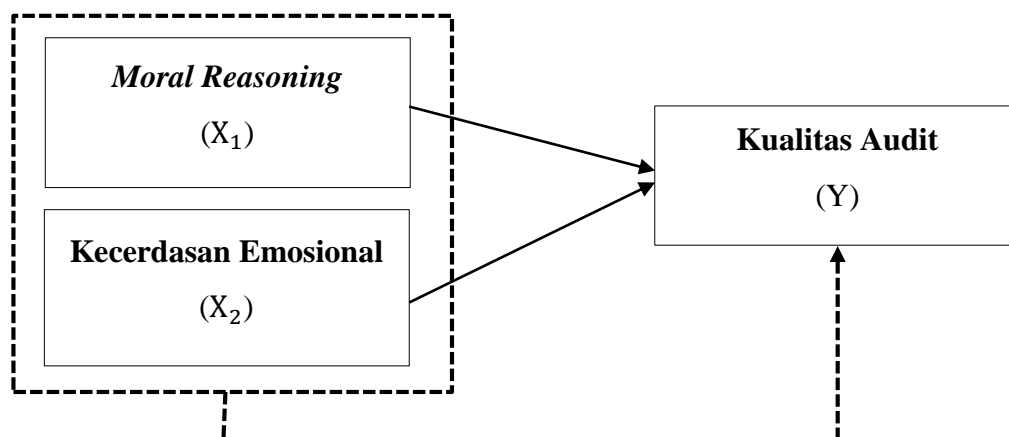 Moral Reasoning
(X₁)
Kecerdasan Emosional
(X₂)
Kualitas Audit
(Y)